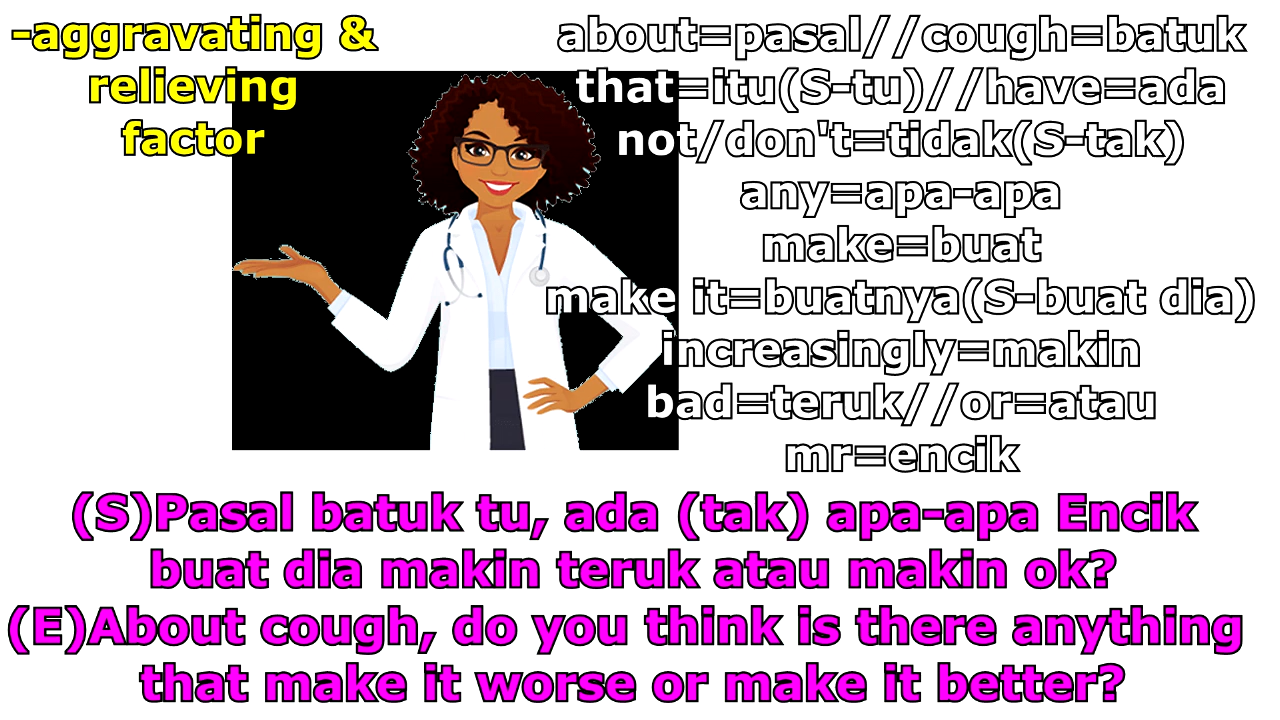 -aggravating &
relieving
factor
about=pasal//cough=batuk
that=itu(S-tu)//have=ada
not/don't=tidak(S-tak)
any=apa-apa
make=buat
make it=buatnya(S-buat dia)
increasingly=makin
bad=teruk//or=atau
mr=encik
(S)Pasal batuk tu, ada (tak) apa-apa Encik
buat dia makin teruk atau makin ok?
(E)About cough, do you think is there anything
that make it worse or make it better?